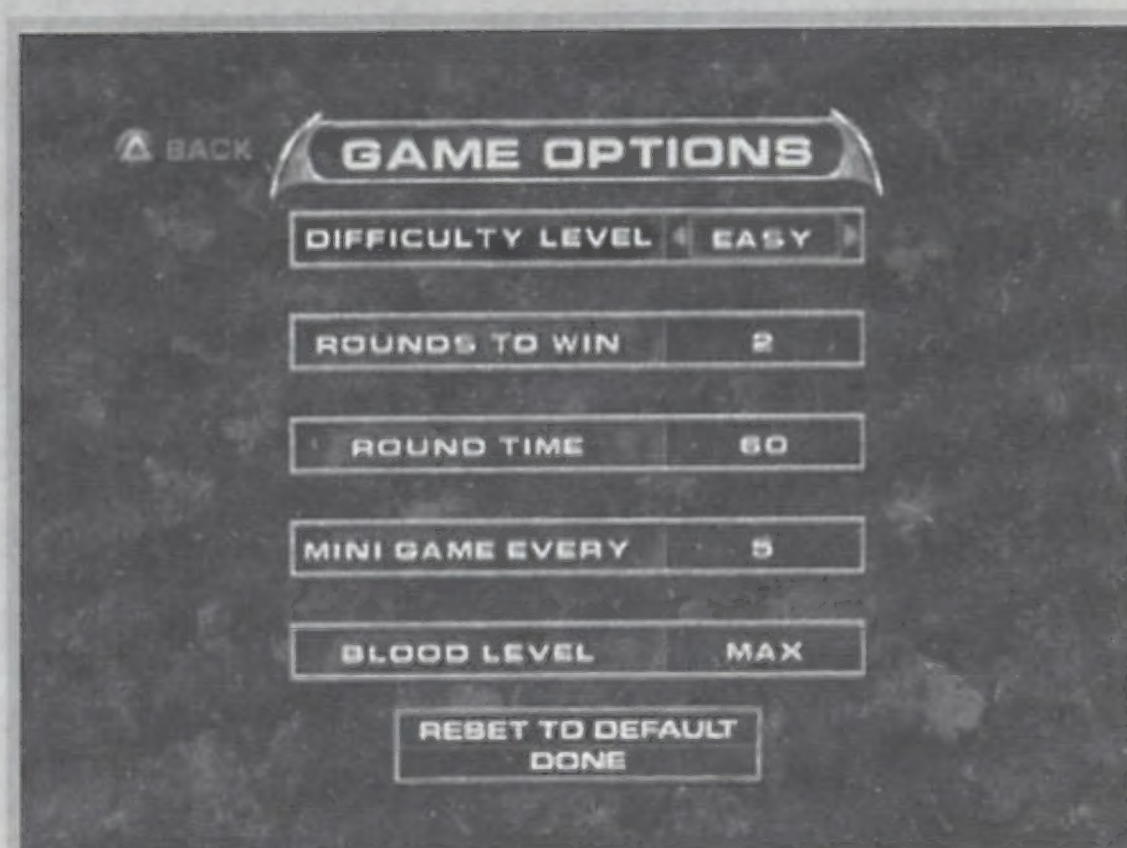 BACK
GAME OPTIONS
DIFFICULTY LEVEL EASY
ROUNDS TO WIN 2
ROUND TIME 60
MINI GAME EVERY 5
BLOOD LEVEL MAX
RESET TO DEFAULT
DONE